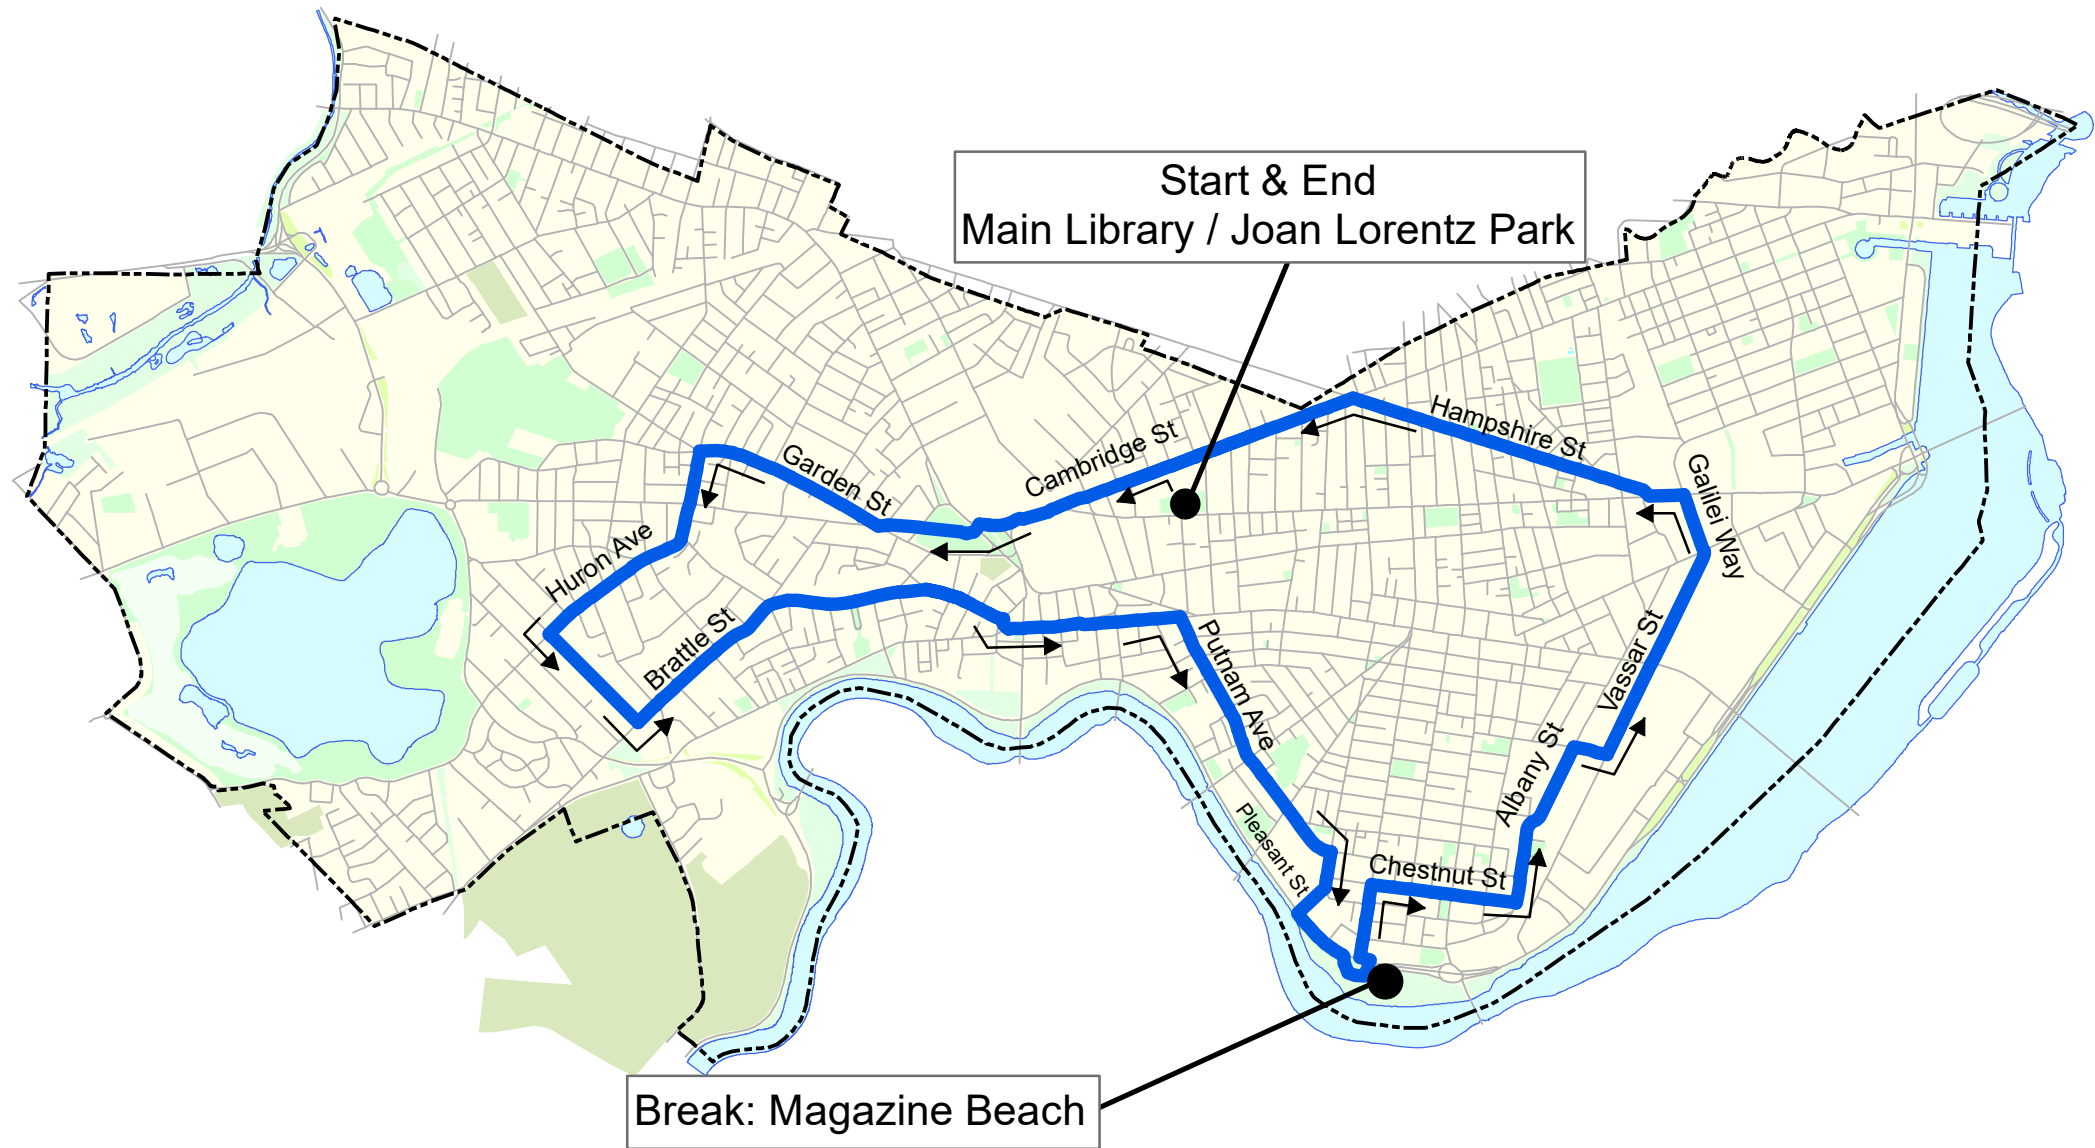 Start & End
Main Library / Joan Lorentz Park
Hampshire St
Cambridge St
Garden St
Galilei Way
Huron Ave
Brattle St
Putnam Ave
Vassar St
Albany St
Pleasant St
Chestnut St
Break: Magazine Beach